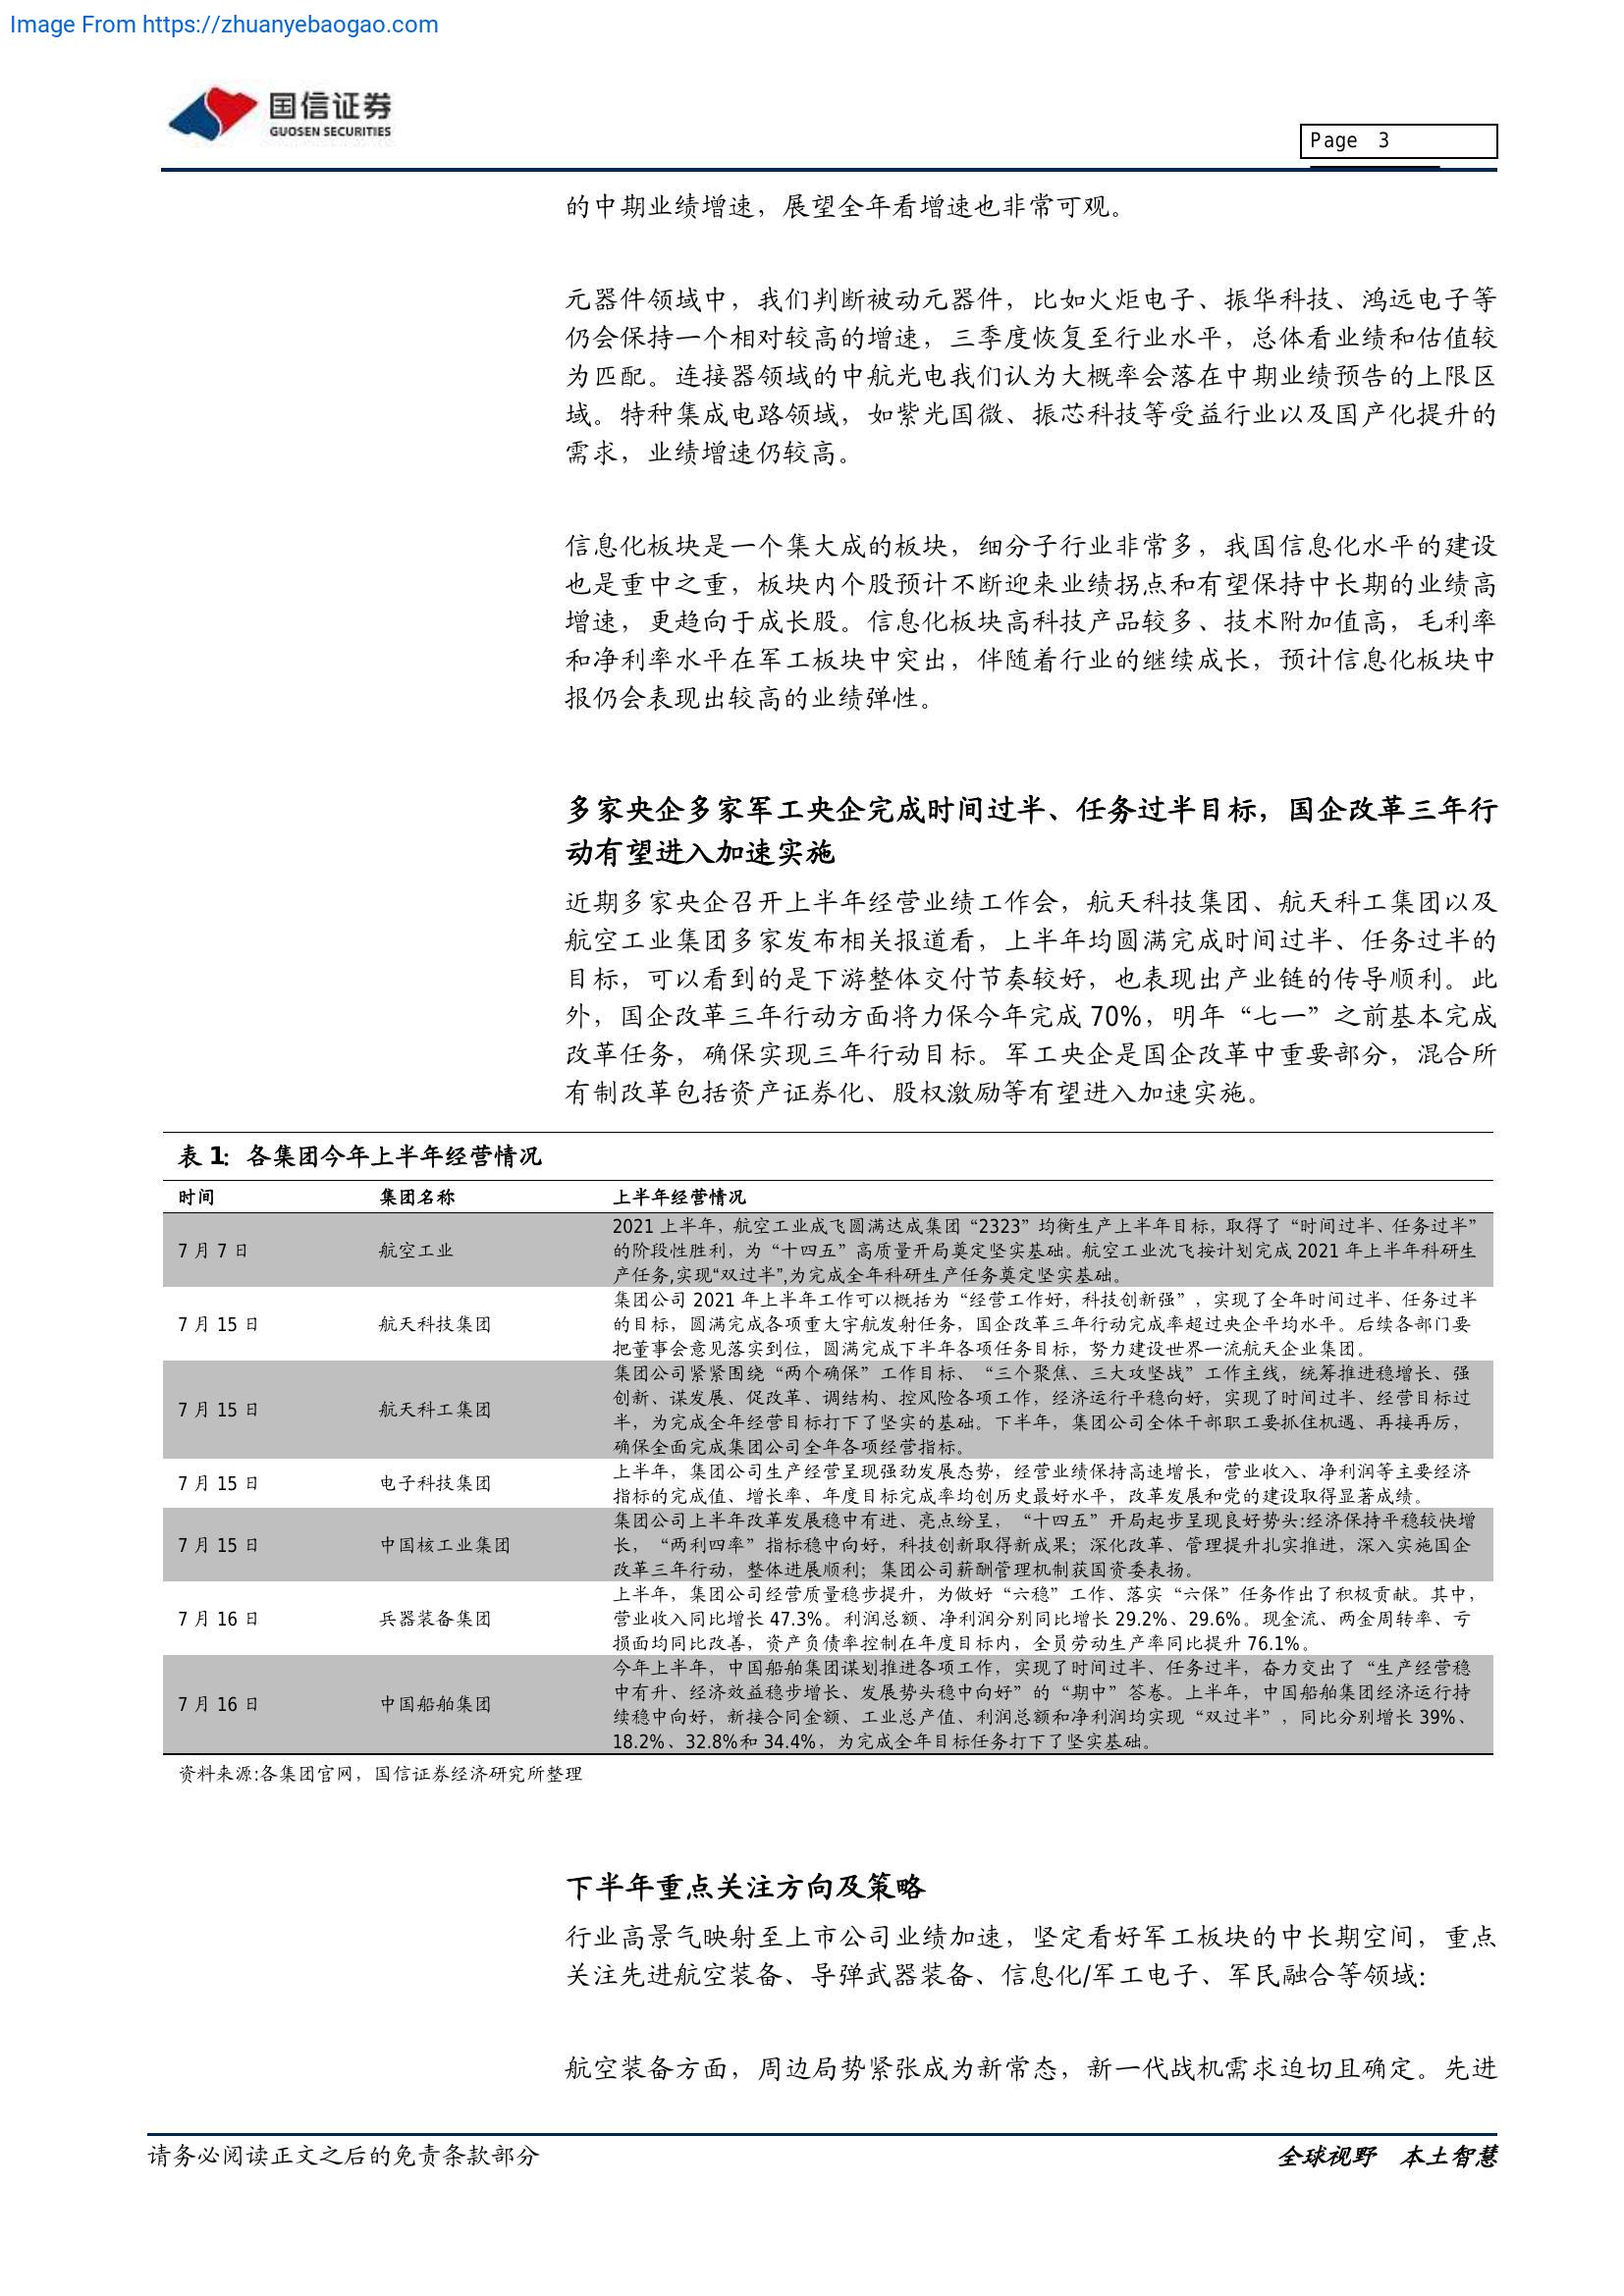 Image From https://zhuanyebaogao.com
国信证券
GUOSEN SECURITIES
Page 3
的中期业绩增速，展望全年看增速也非常可观。
元器件领域中，我们判断被动元器件，比如火炬电子、振华科技、鸿远电子等
仍会保持一个相对较高的增速，三季度恢复至行业水平，总体看业绩和估值较
为匹配。连接器领域的中航光电我们认为大概率会落在中期业绩预告的上限区
域。特种集成电路领域，如紫光国微、振芯科技等受益行业以及国产化提升的
需求，业绩增速仍较高。
信息化板块是一个集大成的板块，细分子行业非常多，我国信息化水平的建设
也是重中之重，板块内个股预计不断迎来业绩拐点和有望保持中长期的业绩高
增速，更趋向于成长股。信息化板块高科技产品较多、技术附加值高，毛利率
和净利率水平在军工板块中突出，伴随着行业的继续成长，预计信息化板块中
报仍会表现出较高的业绩弹性。
多家央企多家军工央企完成时间过半、任务过半目标，国企改革三年行
动有望进入加速实施
近期多家央企召开上半年经营业绩工作会，航天科技集团、航天科工集团以及
航空工业集团多家发布相关报道看，上半年均圆满完成时间过半、任务过半的
目标，可以看到的是下游整体交付节奏较好，也表现出产业链的传导顺利。此
外，国企改革三年行动方面将力保今年完成 70%，明年“七一”之前基本完成
改革任务，确保实现三年行动目标。军工央企是国企改革中重要部分，混合所
有制改革包括资产证券化、股权激励等有望进入加速实施。
表 1：各集团今年上半年经营情况
时间 集团名称 上半年经营情况
2021 上半年，航空工业成飞圆满达成集团“2323”均衡生产上半年目标，取得了“时间过半、任务过半”
7 月 7 日 航空工业 的阶段性胜利，为“十四五”高质量开局奠定坚实基础。航空工业沈飞按计划完成 2021 年上半年科研生
产任务,实现“双过半”,为完成全年科研生产任务奠定坚实基础。
集团公司 2021 年上半年工作可以概括为“经营工作好，科技创新强”，实现了全年时间过半、任务过半
7 月 15 日 航天科技集团 的目标，圆满完成各项重大宇航发射任务，国企改革三年行动完成率超过央企平均水平。后续各部门要
把董事会意见落实到位，圆满完成下半年各项任务目标，努力建设世界一流航天企业集团。
集团公司紧紧围绕“两个确保”工作目标、“三个聚焦、三大攻坚战”工作主线，统筹推进稳增长、强
创新、谋发展、促改革、调结构、控风险各项工作，经济运行平稳向好，实现了时间过半、经营目标过
7 月 15 日 航天科工集团 半，为完成全年经营目标打下了坚实的基础。下半年，集团公司全体干部职工要抓住机遇、再接再厉，
确保全面完成集团公司全年各项经营指标。
7 月 15 日 电子科技集团 上半年，集团公司生产经营呈现强劲发展态势，经营业绩保持高速增长，营业收入、净利润等主要经济
指标的完成值、增长率、年度目标完成率均创历史最好水平，改革发展和党的建设取得显著成绩。
集团公司上半年改革发展稳中有进、亮点纷呈，“十四五”开局起步呈现良好势头:经济保持平稳较快增
7 月 15 日 中国核工业集团 长，“两利四率”指标稳中向好，科技创新取得新成果；深化改革、管理提升扎实推进，深入实施国企
改革三年行动，整体进展顺利；集团公司薪酬管理机制获国资委表扬。
上半年，集团公司经营质量稳步提升，为做好“六稳”工作、落实“六保”任务作出了积极贡献。其中，
7 月 16 日 兵器装备集团 营业收入同比增长 47.3%。利润总额、净利润分别同比增长 29.2%、29.6%。现金流、两金周转率、亏
损面均同比改善，资产负债率控制在年度目标内，全员劳动生产率同比提升 76.1%。
今年上半年，中国船舶集团谋划推进各项工作，实现了时间过半、任务过半，奋力交出了“生产经营稳
中有升、经济效益稳步增长、发展势头稳中向好”的“期中”答卷。上半年，中国船舶集团经济运行持
7 月 16 日 中国船舶集团 续稳中向好，新接合同金额、工业总产值、利润总额和净利润均实现“双过半”，同比分别增长 39%、
18.2%、32.8%和 34.4%，为完成全年目标任务打下了坚实基础。
资料来源:各集团官网，国信证券经济研究所整理
下半年重点关注方向及策略
行业高景气映射至上市公司业绩加速，坚定看好军工板块的中长期空间，重点
关注先进航空装备、导弹武器装备、信息化/军工电子、军民融合等领域：
航空装备方面，周边局势紧张成为新常态，新一代战机需求迫切且确定。先进
请务必阅读正文之后的免责条款部分
全球视野 本土智慧